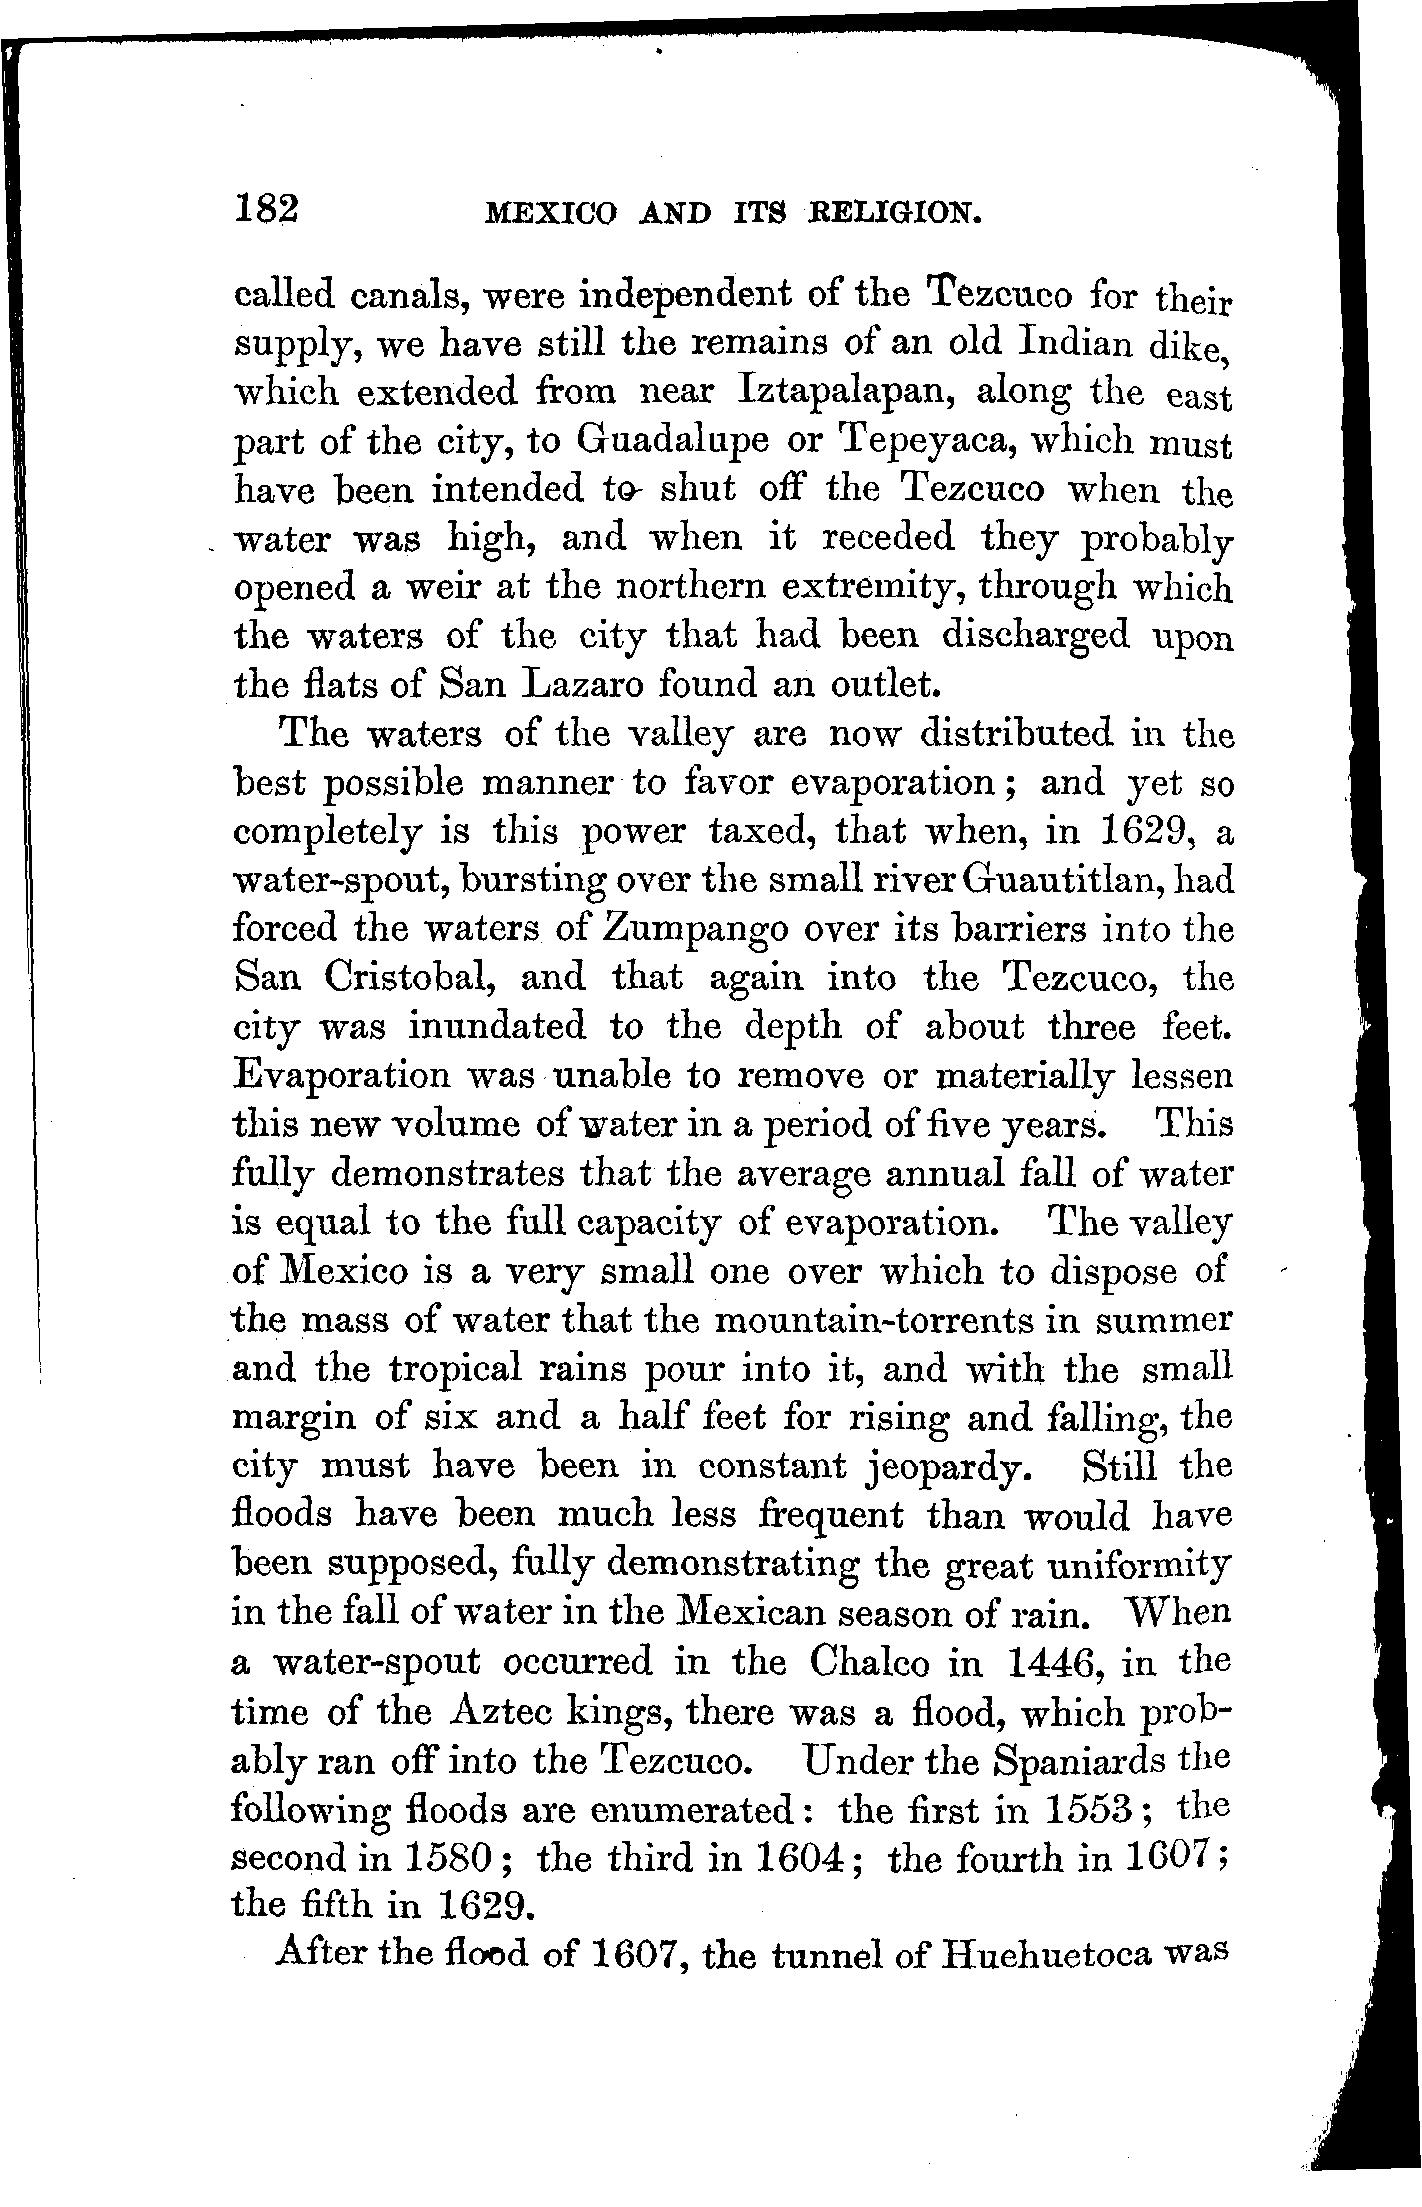 182 MEXICO AND ITS RELIGION.
called canals, were independent of the Tezcuco for their
supply, we have still the remains of an old Indian dike,
which extended from near Iztapalapan, along the east
part of the city, to Guadalupe or Tepeyaca, which must
have been intended to shut off the Tezcuco when the
water was high, and when it receded they probably
opened a weir at the northern extremity, through which
the waters of the city that had been discharged upon
the flats of San Lazaro found an outlet.
The waters of the valley are now distributed in the
best possible manner to favor evaporation; and yet so
completely is this power taxed, that when, in 1629, a
water-spout, bursting over the small river Guautitlan, had
forced the waters of Zumpango over its barriers into the
San Cristobal, and that again into the Tezcuco, the
city was inundated to the depth of about three feet.
Evaporation was unable to remove or materially lessen
this new volume of water in a period of five years. This
fully demonstrates that the average annual fall of water
is equal to the full capacity of evaporation. The valley
of Mexico is a very small one over which to dispose of
the mass of water that the mountain-torrents in summer
and the tropical rains pour into it, and with the small
margin of six and a half feet for rising and falling, the
city must have been in constant jeopardy. Still the
floods have been much less frequent than would have
been supposed, fully demonstrating the great uniformity
in the fall of water in the Mexican season of rain. When
a water-spout occurred in the Chalco in 1446, in the
time of the Aztec kings, there was a flood, which prob-
ably ran off into the Tezcuco. Under the Spaniards the
following floods are enumerated: the first in 1553; the
second in 1580; the third in 1604; the fourth in 1607;
the fifth in 1629.
After the flood of 1607, the tunnel of Huehuetoca was